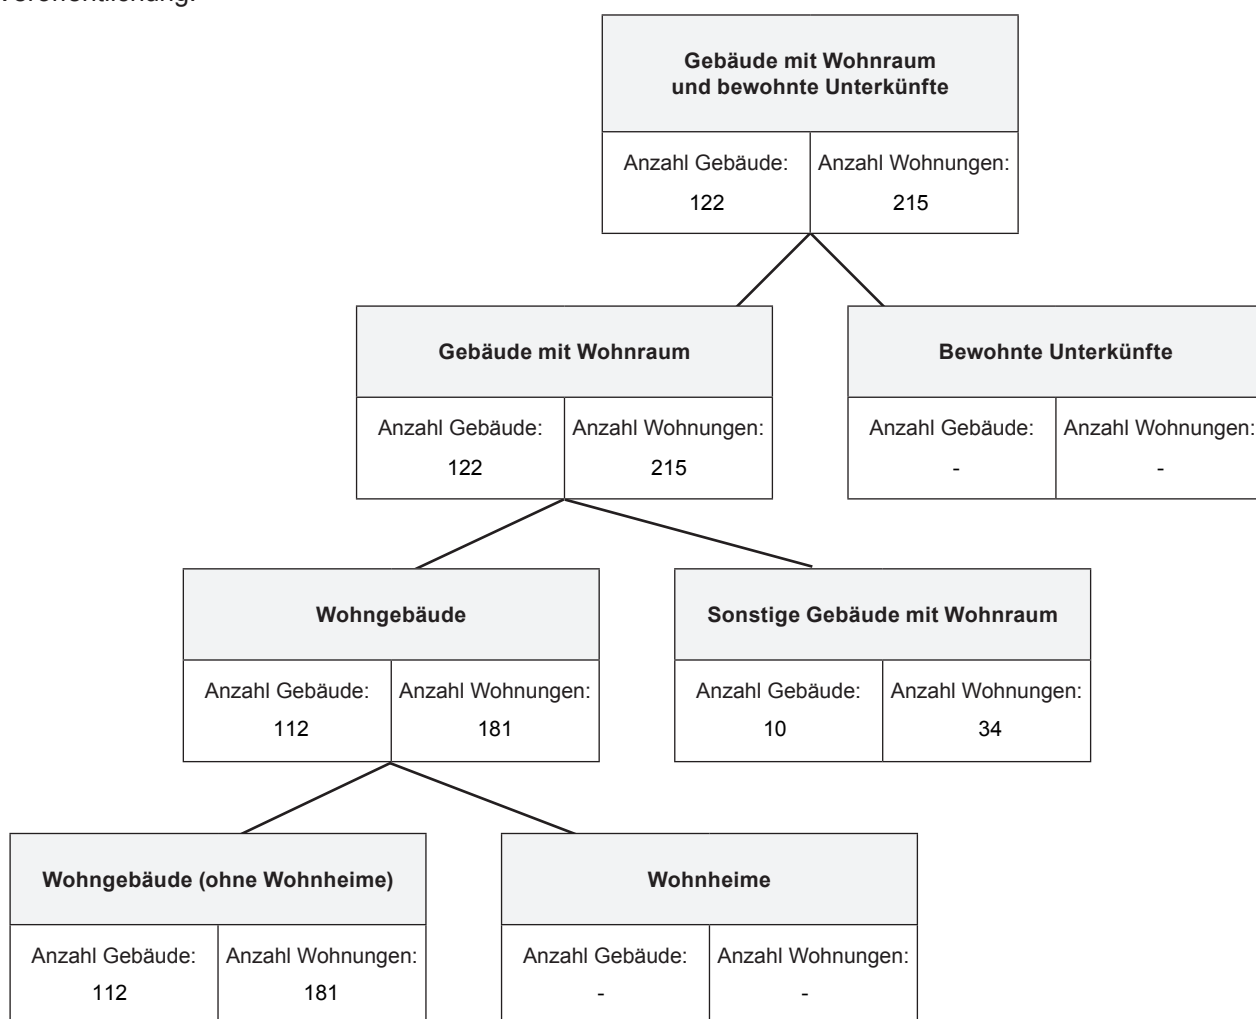 Veröffentlichung.
Gebäude mit Wohnraum
und bewohnte Unterkünfte
Anzahl Gebäude: Anzahl Wohnungen:
122 215
Gebäude mit Wohnraum Bewohnte Unterkünfte
Anzahl Gebäude: Anzahl Wohnungen: Anzahl Gebäude: Anzahl Wohnungen:
122 215 - -
Wohngebäude Sonstige Gebäude mit Wohnraum
Anzahl Gebäude: Anzahl Wohnungen: Anzahl Gebäude: Anzahl Wohnungen:
112 181 10 34
Wohngebäude (ohne Wohnheime) Wohnheime
Anzahl Gebäude: Anzahl Wohnungen: Anzahl Gebäude: Anzahl Wohnungen:
112 181 - -